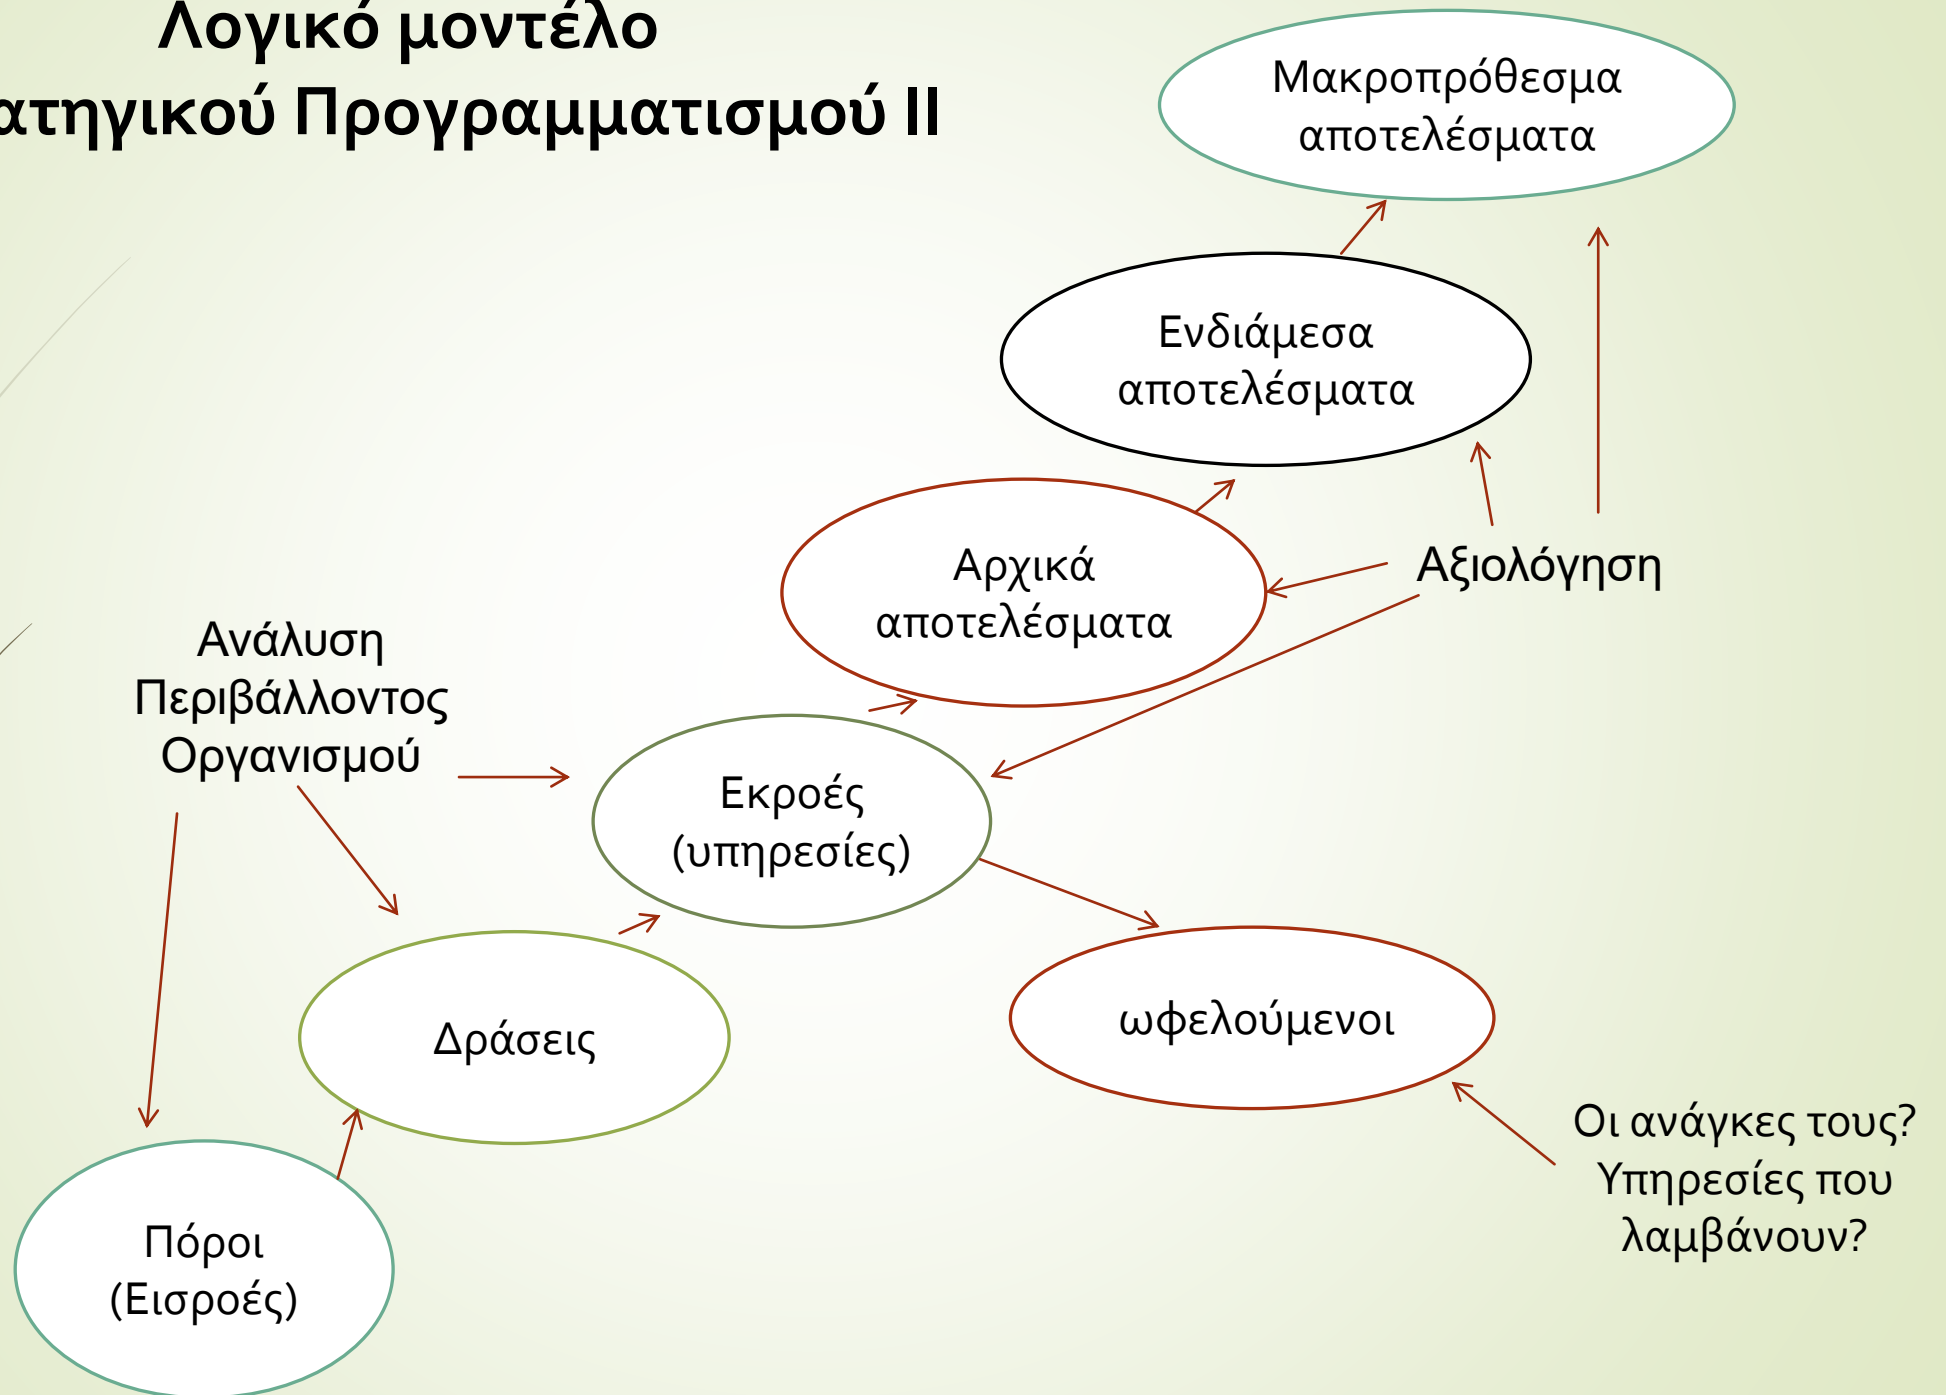 Λογικό μοντέλο
ατηγικού Προγραμματισμού ΙΙ
Μακροπρόθεσμα
αποτελέσματα
Ενδιάμεσα
αποτελέσματα
Αρχικά
αποτελέσματα
Αξιολόγηση
Ανάλυση
Περιβάλλοντος
Οργανισμού
Εκροές
(υπηρεσίες)
Δράσεις
ωφελούμενοι
Οι ανάγκες τους?
Υπηρεσίες που
λαμβάνουν?
Πόροι
(Εισροές)